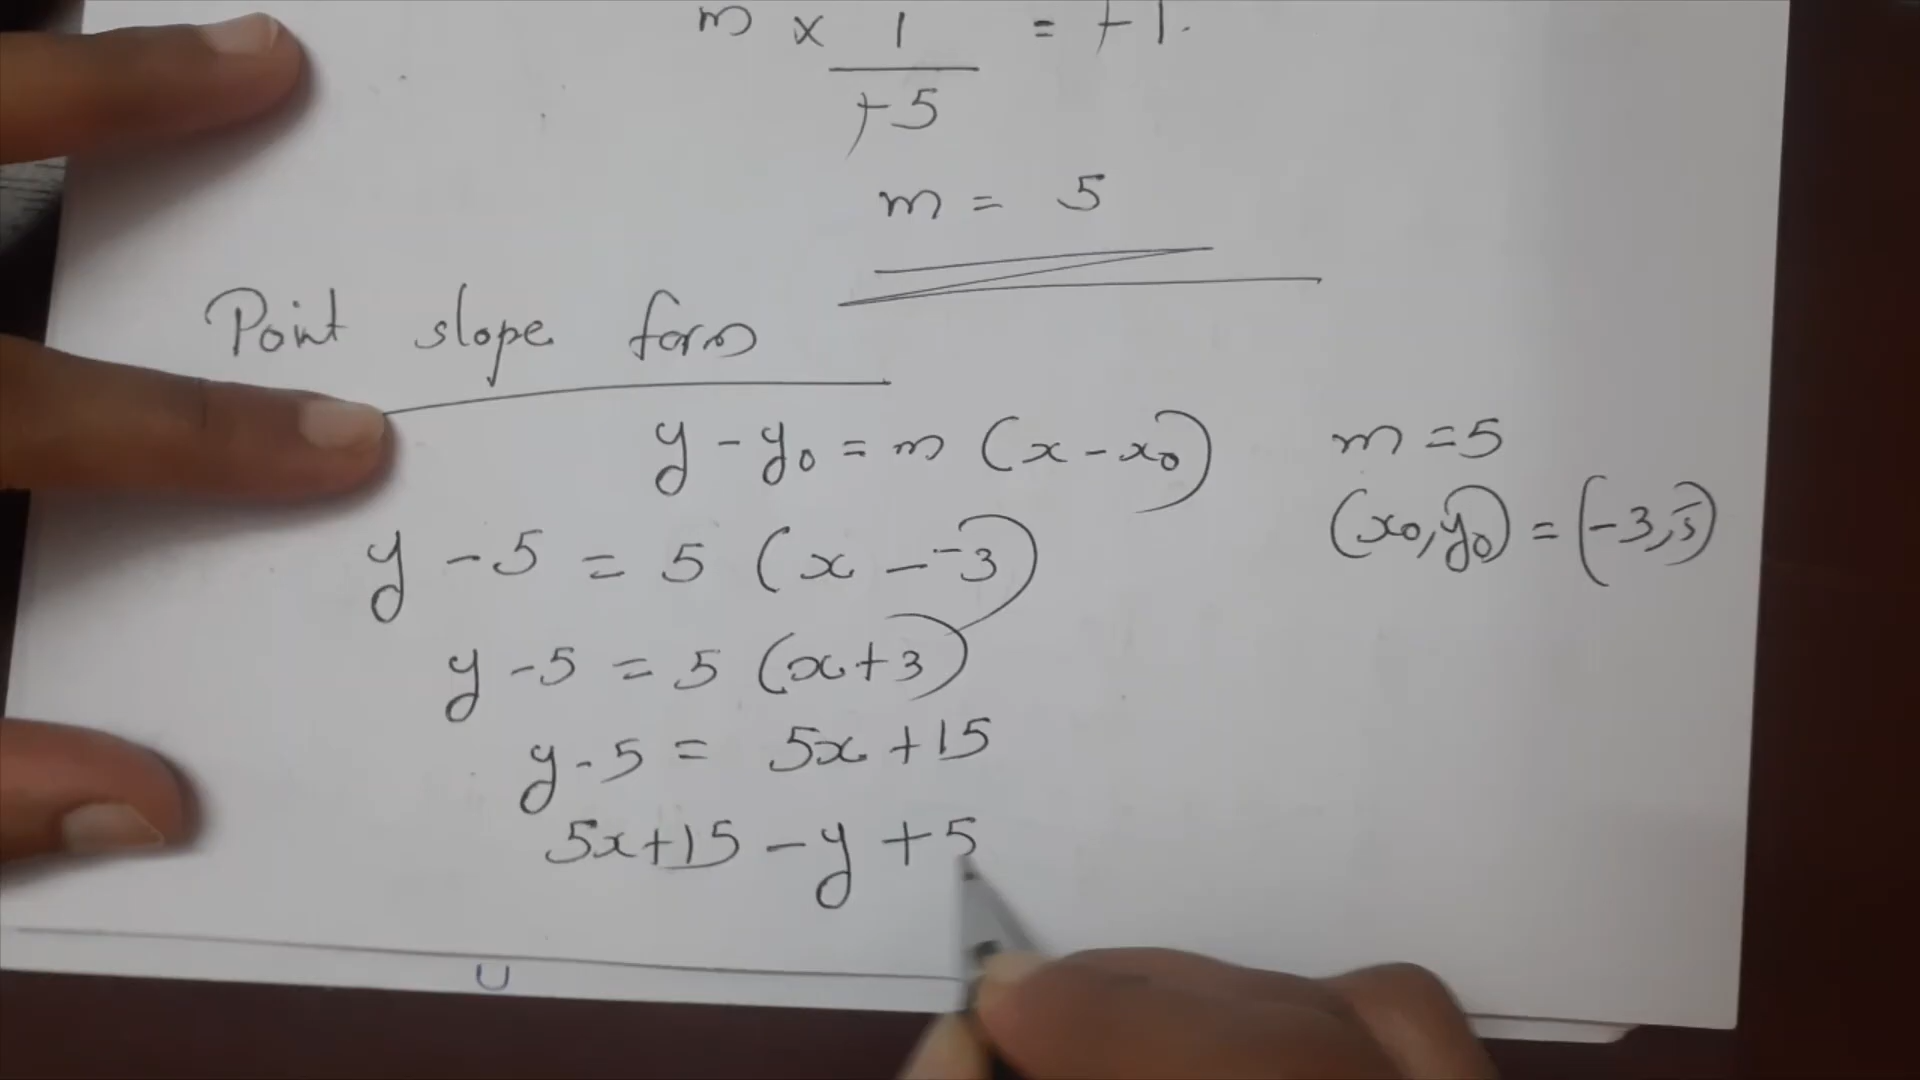 m × 1/-5 = -1.
m = 5
Point slope form
y - y₀ = m (x - x₀)
m = 5
(x₀, y₀) = (-3, 5)
y - 5 = 5 (x - -3)
y - 5 = 5 (x + 3)
y - 5 = 5x + 15
5x + 15 - y + 5